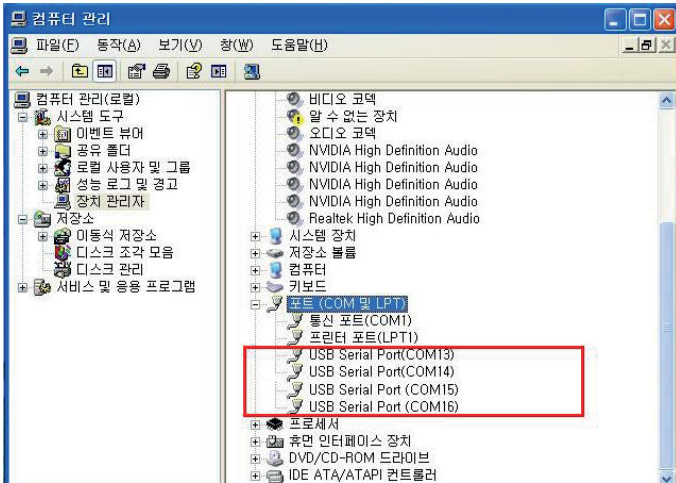 컴퓨터 관리
파일(F) 동작(A) 보기(V) 창(W) 도움말(H)
컴퓨터 관리(로컬)
시스템 도구
이벤트 뷰어
공유 폴더
로컬 사용자 및 그룹
성능 로그 및 경고
장치 관리자
저장소
이동식 저장소
디스크 조각 모음
디스크 관리
서비스 및 응용 프로그램
비디오 코덱
알 수 없는 장치
오디오 코덱
NVIDIA High Definition Audio
NVIDIA High Definition Audio
NVIDIA High Definition Audio
NVIDIA High Definition Audio
Realtek High Definition Audio
시스템 장치
저장소 볼륨
컴퓨터
키보드
포트 (COM 및 LPT)
통신 포트(COM1)
프린터 포트(LPT1)
USB Serial Port(COM13)
USB Serial Port(COM14)
USB Serial Port (COM15)
USB Serial Port (COM16)
프로세서
휴먼 인터페이스 장치
DVD/CD-ROM 드라이브
IDE ATA/ATAPI 컨트롤러